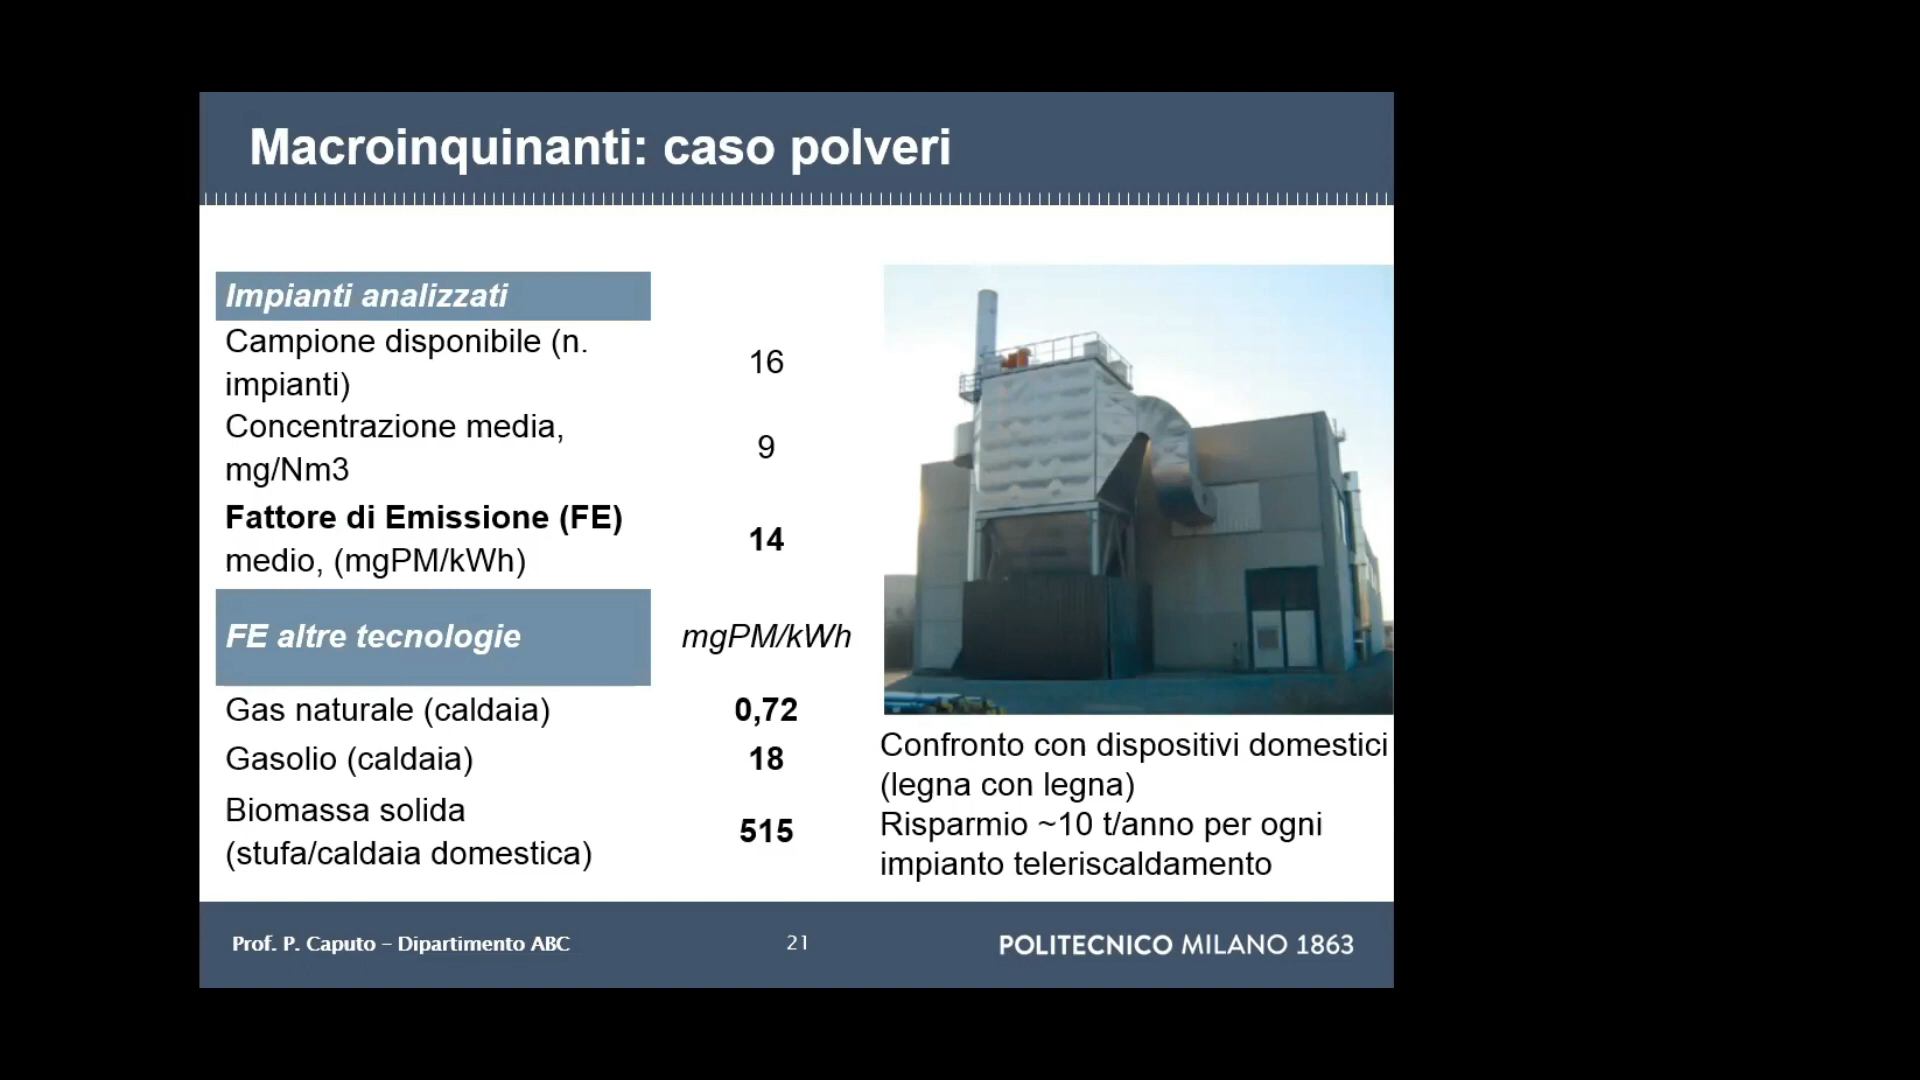 Macroinquinanti: caso polveri
Impianti analizzati
Campione disponibile (n.
impianti)
16
Concentrazione media,
mg/Nm3
9
Fattore di Emissione (FE)
medio, (mgPM/kWh)
14
FE altre tecnologie
mgPM/kWh
Gas naturale (caldaia)
0,72
Gasolio (caldaia)
18
Biomassa solida
(stufa/caldaia domestica)
515
Confronto con dispositivi domestici
(legna con legna)
Risparmio ~10 t/anno per ogni
impianto teleriscaldamento
Prof. P. Caputo – Dipartimento ABC
21
POLITECNICO MILANO 1863